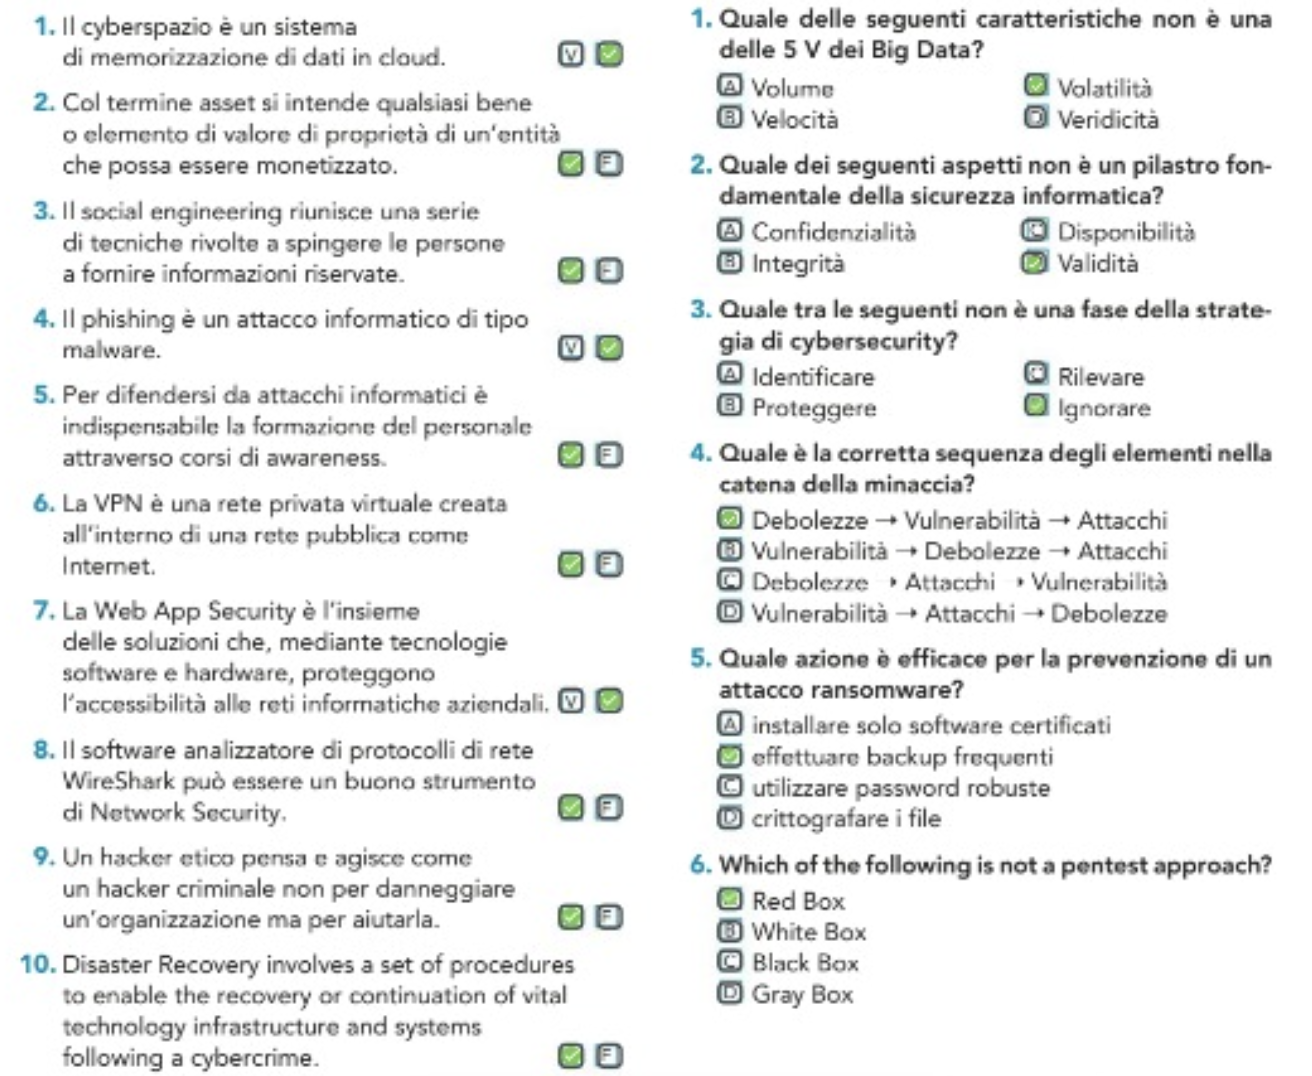 1. Il cyberspazio è un sistema
di memorizzazione di dati in cloud. V
2. Col termine asset si intende qualsiasi bene
o elemento di valore di proprietà di un'entità
che possa essere monetizzato. F
3. Il social engineering riunisce una serie
di tecniche rivolte a spingere le persone
a fornire informazioni riservate. F
4. Il phishing è un attacco informatico di tipo
malware. V
5. Per difendersi da attacchi informatici è
indispensabile la formazione del personale
attraverso corsi di awareness. F
6. La VPN è una rete privata virtuale creata
all'interno di una rete pubblica come
Internet. F
7. La Web App Security è l'insieme
delle soluzioni che, mediante tecnologie
software e hardware, proteggono
l'accessibilità alle reti informatiche aziendali. V
8. Il software analizzatore di protocolli di rete
WireShark può essere un buono strumento
di Network Security. F
9. Un hacker etico pensa e agisce come
un hacker criminale non per danneggiare
un'organizzazione ma per aiutarla. F
10. Disaster Recovery involves a set of procedures
to enable the recovery or continuation of vital
technology infrastructure and systems
following a cybercrime. F
1. Quale delle seguenti caratteristiche non è una
delle 5 V dei Big Data?
A Volume
B Velocità
Volatilità
D Veridicità
2. Quale dei seguenti aspetti non è un pilastro fon-
damentale della sicurezza informatica?
A Confidenzialità
B Integrità
C Disponibilità
Validità
3. Quale tra le seguenti non è una fase della strate-
gia di cybersecurity?
A Identificare
B Proteggere
C Rilevare
Ignorare
4. Quale è la corretta sequenza degli elementi nella
catena della minaccia?
Debolezze → Vulnerabilità → Attacchi
B Vulnerabilità → Debolezze → Attacchi
C Debolezze → Attacchi → Vulnerabilità
D Vulnerabilità → Attacchi → Debolezze
5. Quale azione è efficace per la prevenzione di un
attacco ransomware?
A installare solo software certificati
effettuare backup frequenti
C utilizzare password robuste
D crittografare i file
6. Which of the following is not a pentest approach?
Red Box
B White Box
C Black Box
D Gray Box